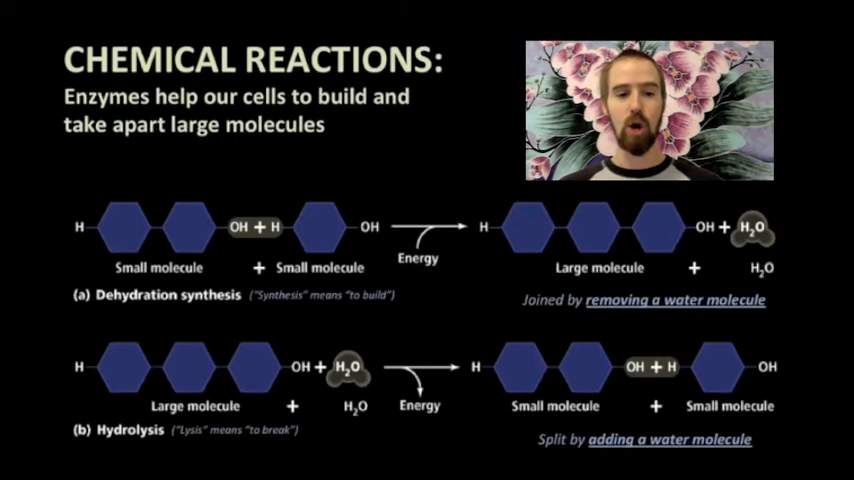 CHEMICAL REACTIONS:
Enzymes help our cells to build and
take apart large molecules
H OH + H OH Energy H OH + H₂O
Small molecule + Small molecule Large molecule + H₂O
(a) Dehydration synthesis ("Synthesis" means "to build") Joined by removing a water molecule
H OH + H₂O Energy H OH + H OH
Large molecule + H₂O Small molecule + Small molecule
(b) Hydrolysis ("Lysis" means "to break") Split by adding a water molecule